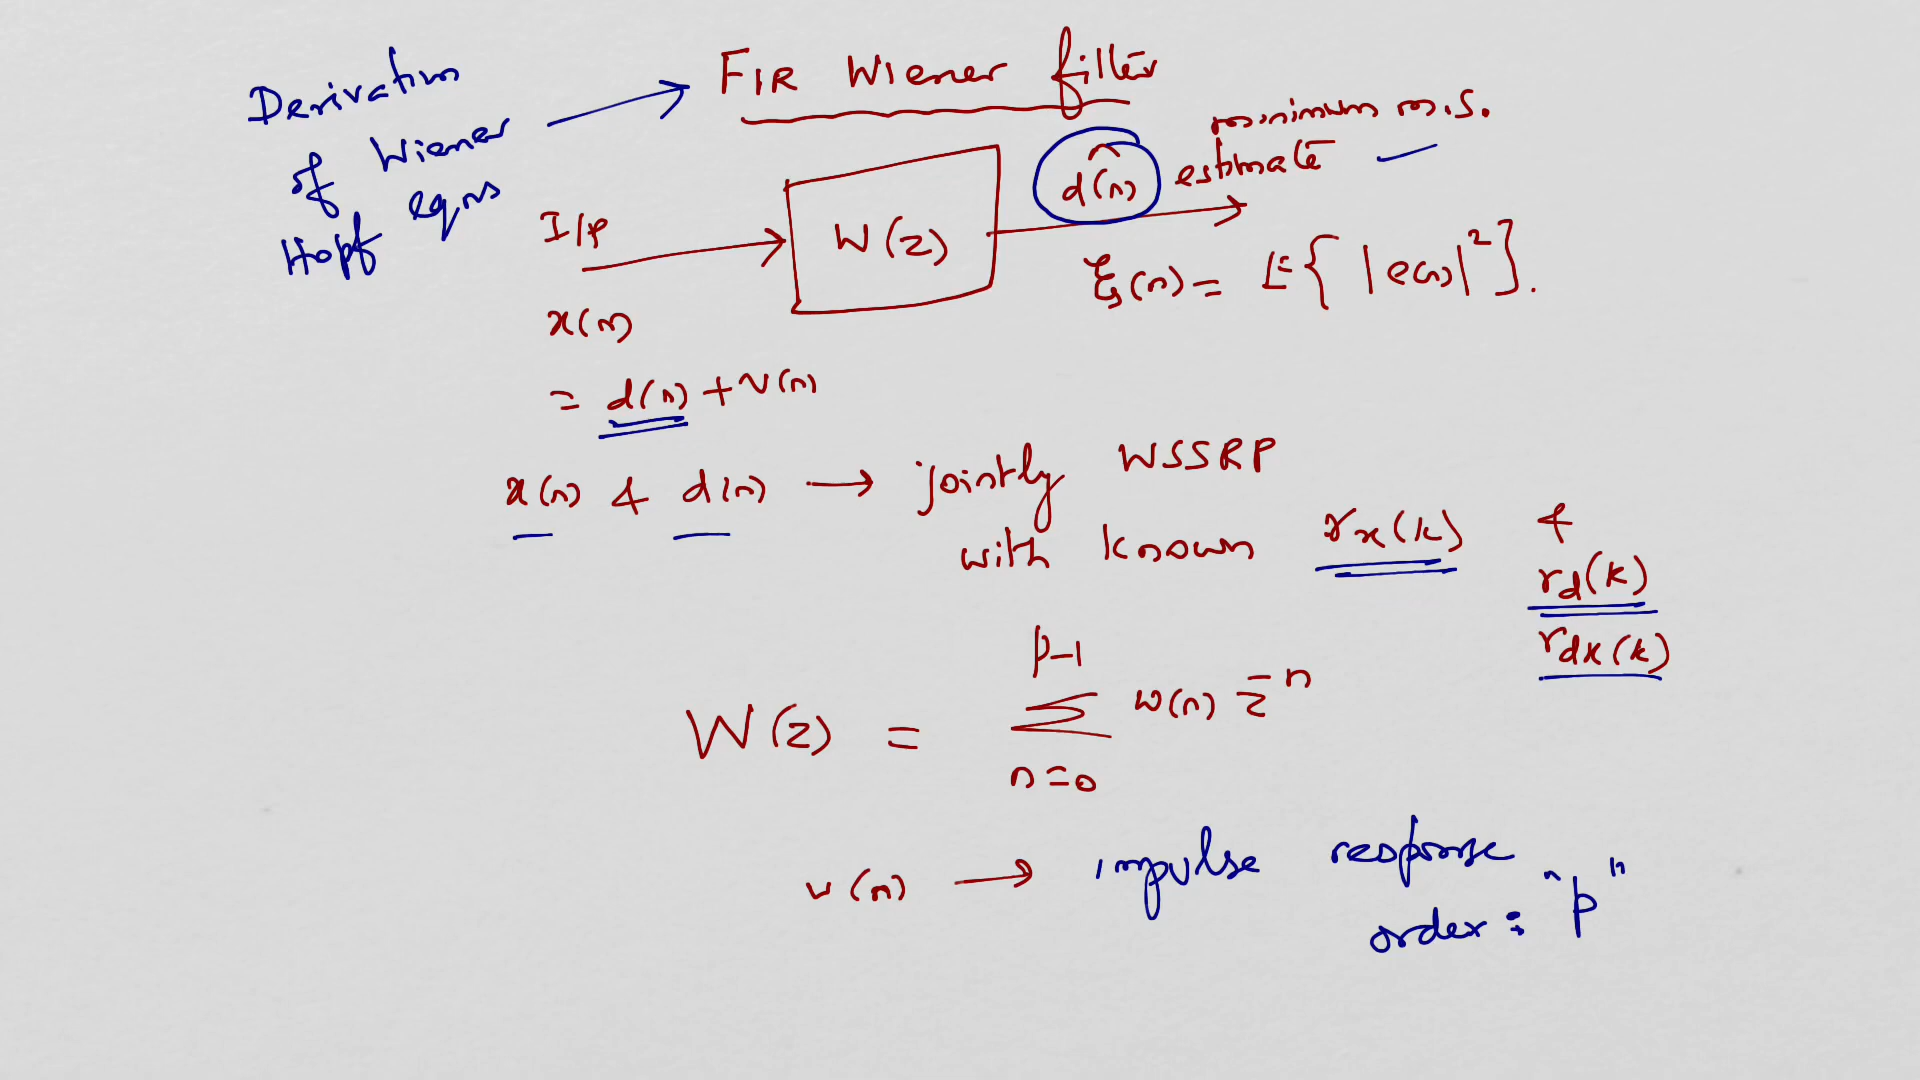 Derivation
of Wiener
Hopf eqns
→ FIR Wiener filter
minimum m.s.
estimate
I/p
x(n)
= d(n) + v(n)
W(z)
d̂(n)
ξ(n) = E{ |e(n)|² }.
x(n) & d(n) → jointly WSSRP
with known rx(k) &
rd(k)
rdx(k)
W(z) = p-1 Σ n=0 w(n) z^-n
w(n) → impulse response
order : "p"